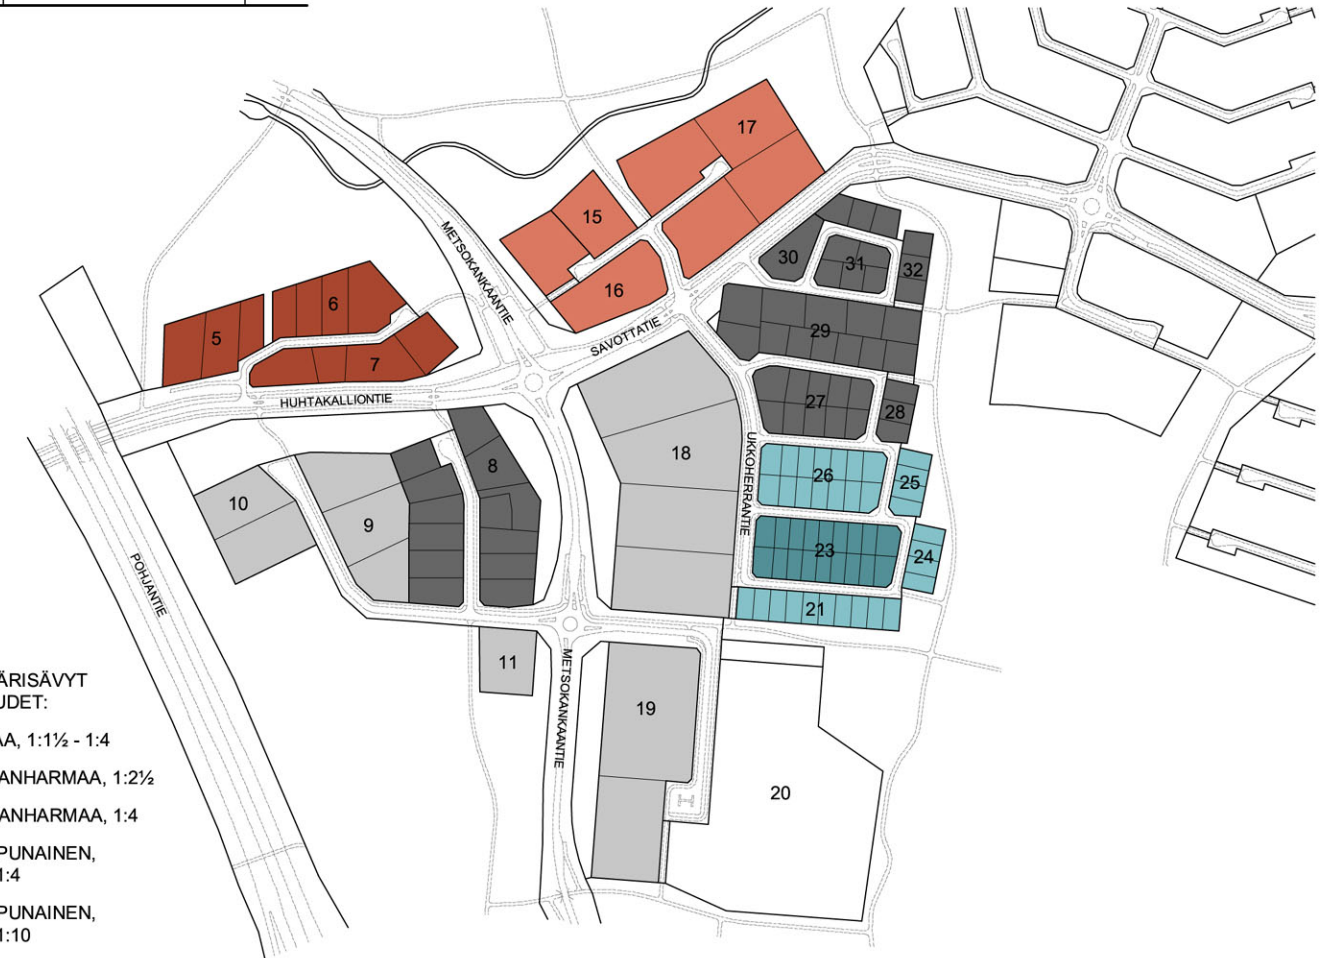 17
15
30
31
32
16
METSOKANKAANTIE
6
5
29
SAVOTTATIE
7
HUHTAKALLIONTIE
27
28
UKKOHERRANTIE
18
8
26
25
10
9
23
24
POHJANTIE
21
11
METSOKANKAANTIE
19
20
ÄRISÄVYT
UDET:
AA, 1:1½ - 1:4
ANHARMAA, 1:2½
ANHARMAA, 1:4
PUNAINEN,
1:4
PUNAINEN,
1:10